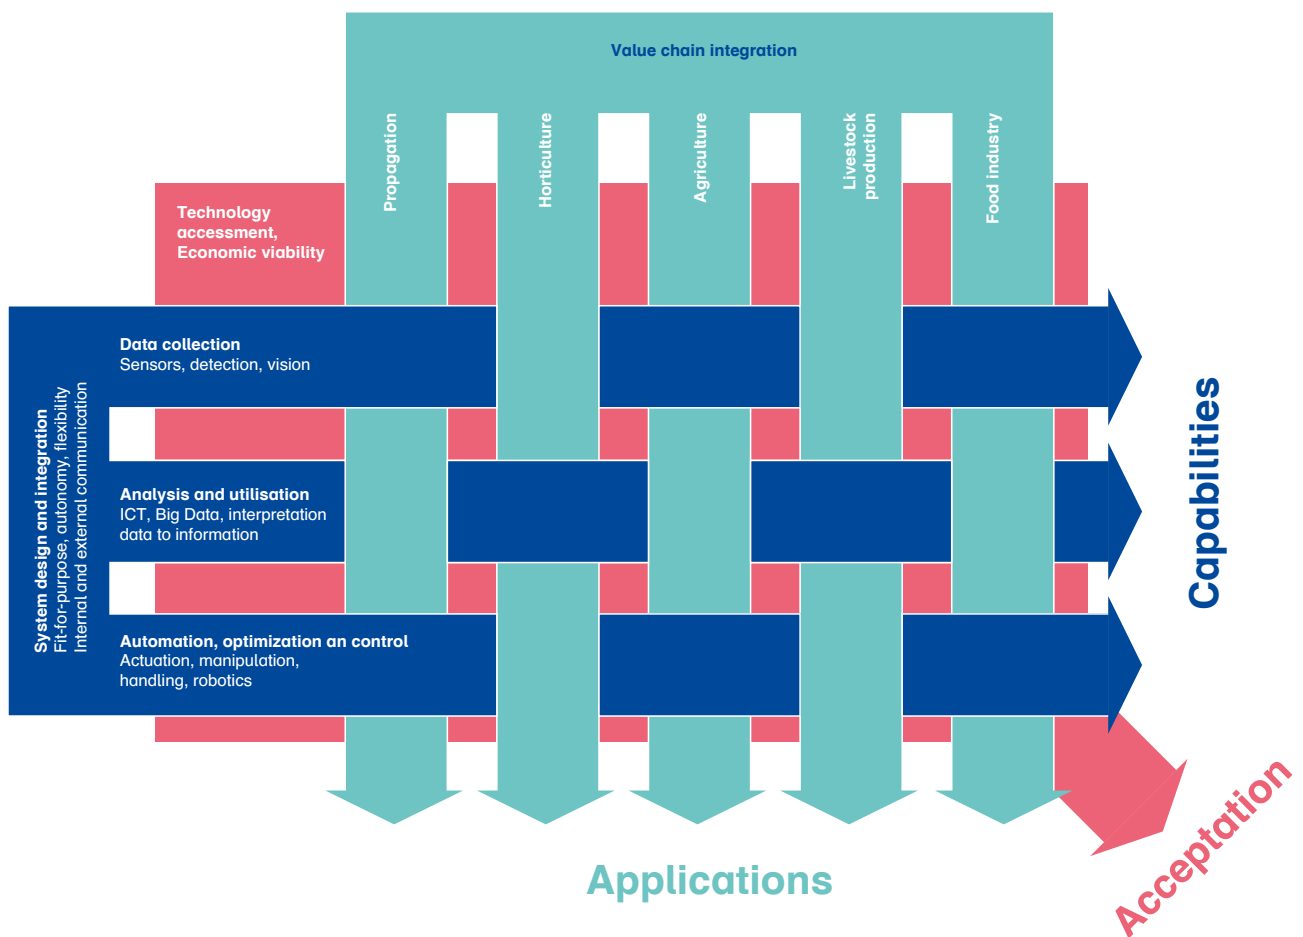 Value chain integration
Propagation
Horticulture
Agriculture
Livestock
production
Food industry
Technology
accessment,
Economic viability
System design and integration
Fit-for-purpose, autonomy, flexibility
Internal and external communication
Data collection
Sensors, detection, vision
Analysis and utilisation
ICT, Big Data, interpretation
data to information
Automation, optimization an control
Actuation, manipulation,
handling, robotics
Capabilities
Applications
Acceptation